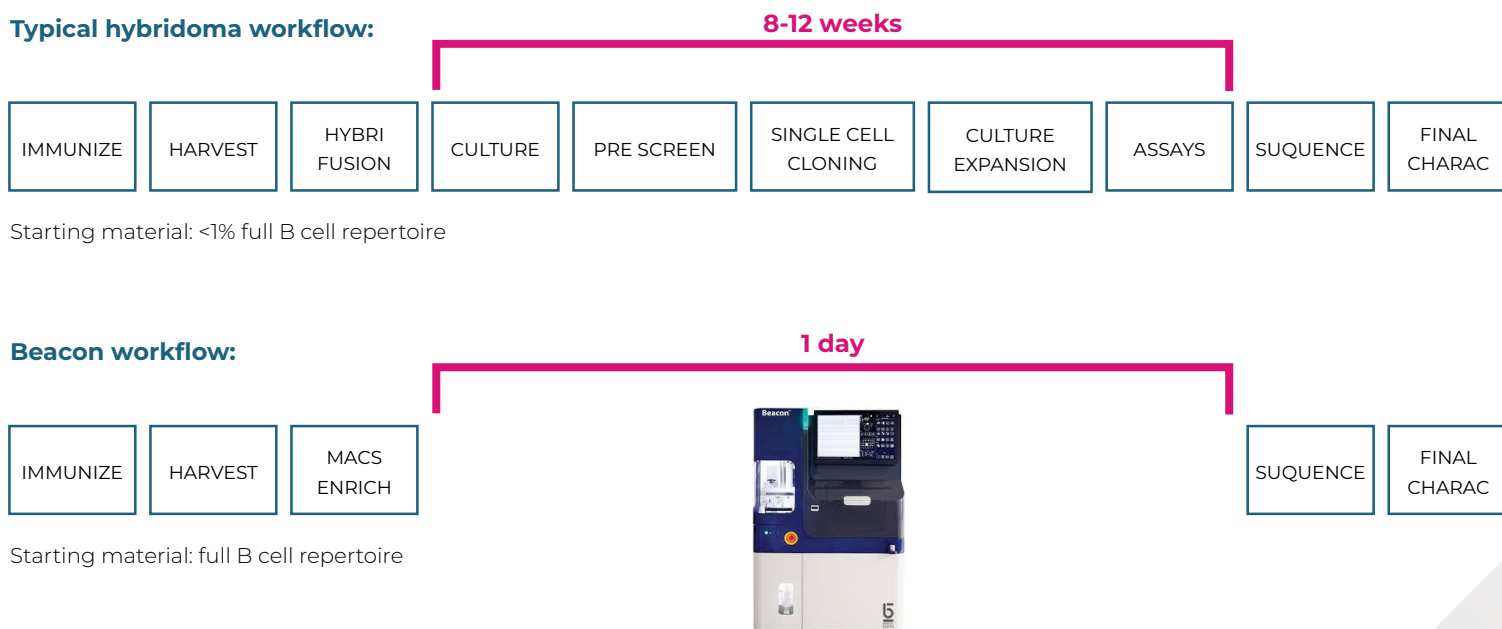 Typical hybridoma workflow:
8-12 weeks
IMMUNIZE
HARVEST
HYBRI
FUSION
CULTURE
PRE SCREEN
SINGLE CELL
CLONING
CULTURE
EXPANSION
ASSAYS
SUQUENCE
FINAL
CHARAC
Starting material: <1% full B cell repertoire
Beacon workflow:
1 day
IMMUNIZE
HARVEST
MACS
ENRICH
Beacon
SUQUENCE
FINAL
CHARAC
Starting material: full B cell repertoire